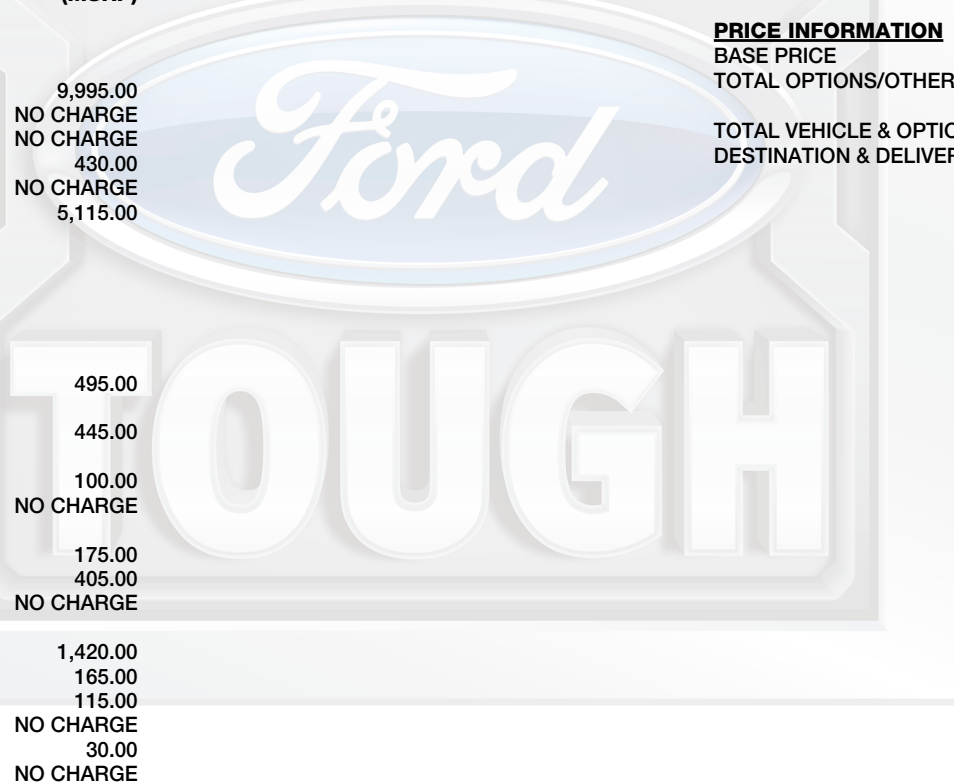 9,995.00
NO CHARGE
NO CHARGE
430.00
NO CHARGE
5,115.00
495.00
445.00
100.00
NO CHARGE
175.00
405.00
NO CHARGE
1,420.00
165.00
115.00
NO CHARGE
30.00
NO CHARGE
PRICE INFORMATION
BASE PRICE
TOTAL OPTIONS/OTHER
TOTAL VEHICLE & OPTIO
DESTINATION & DELIVER
Ford
TOUGH